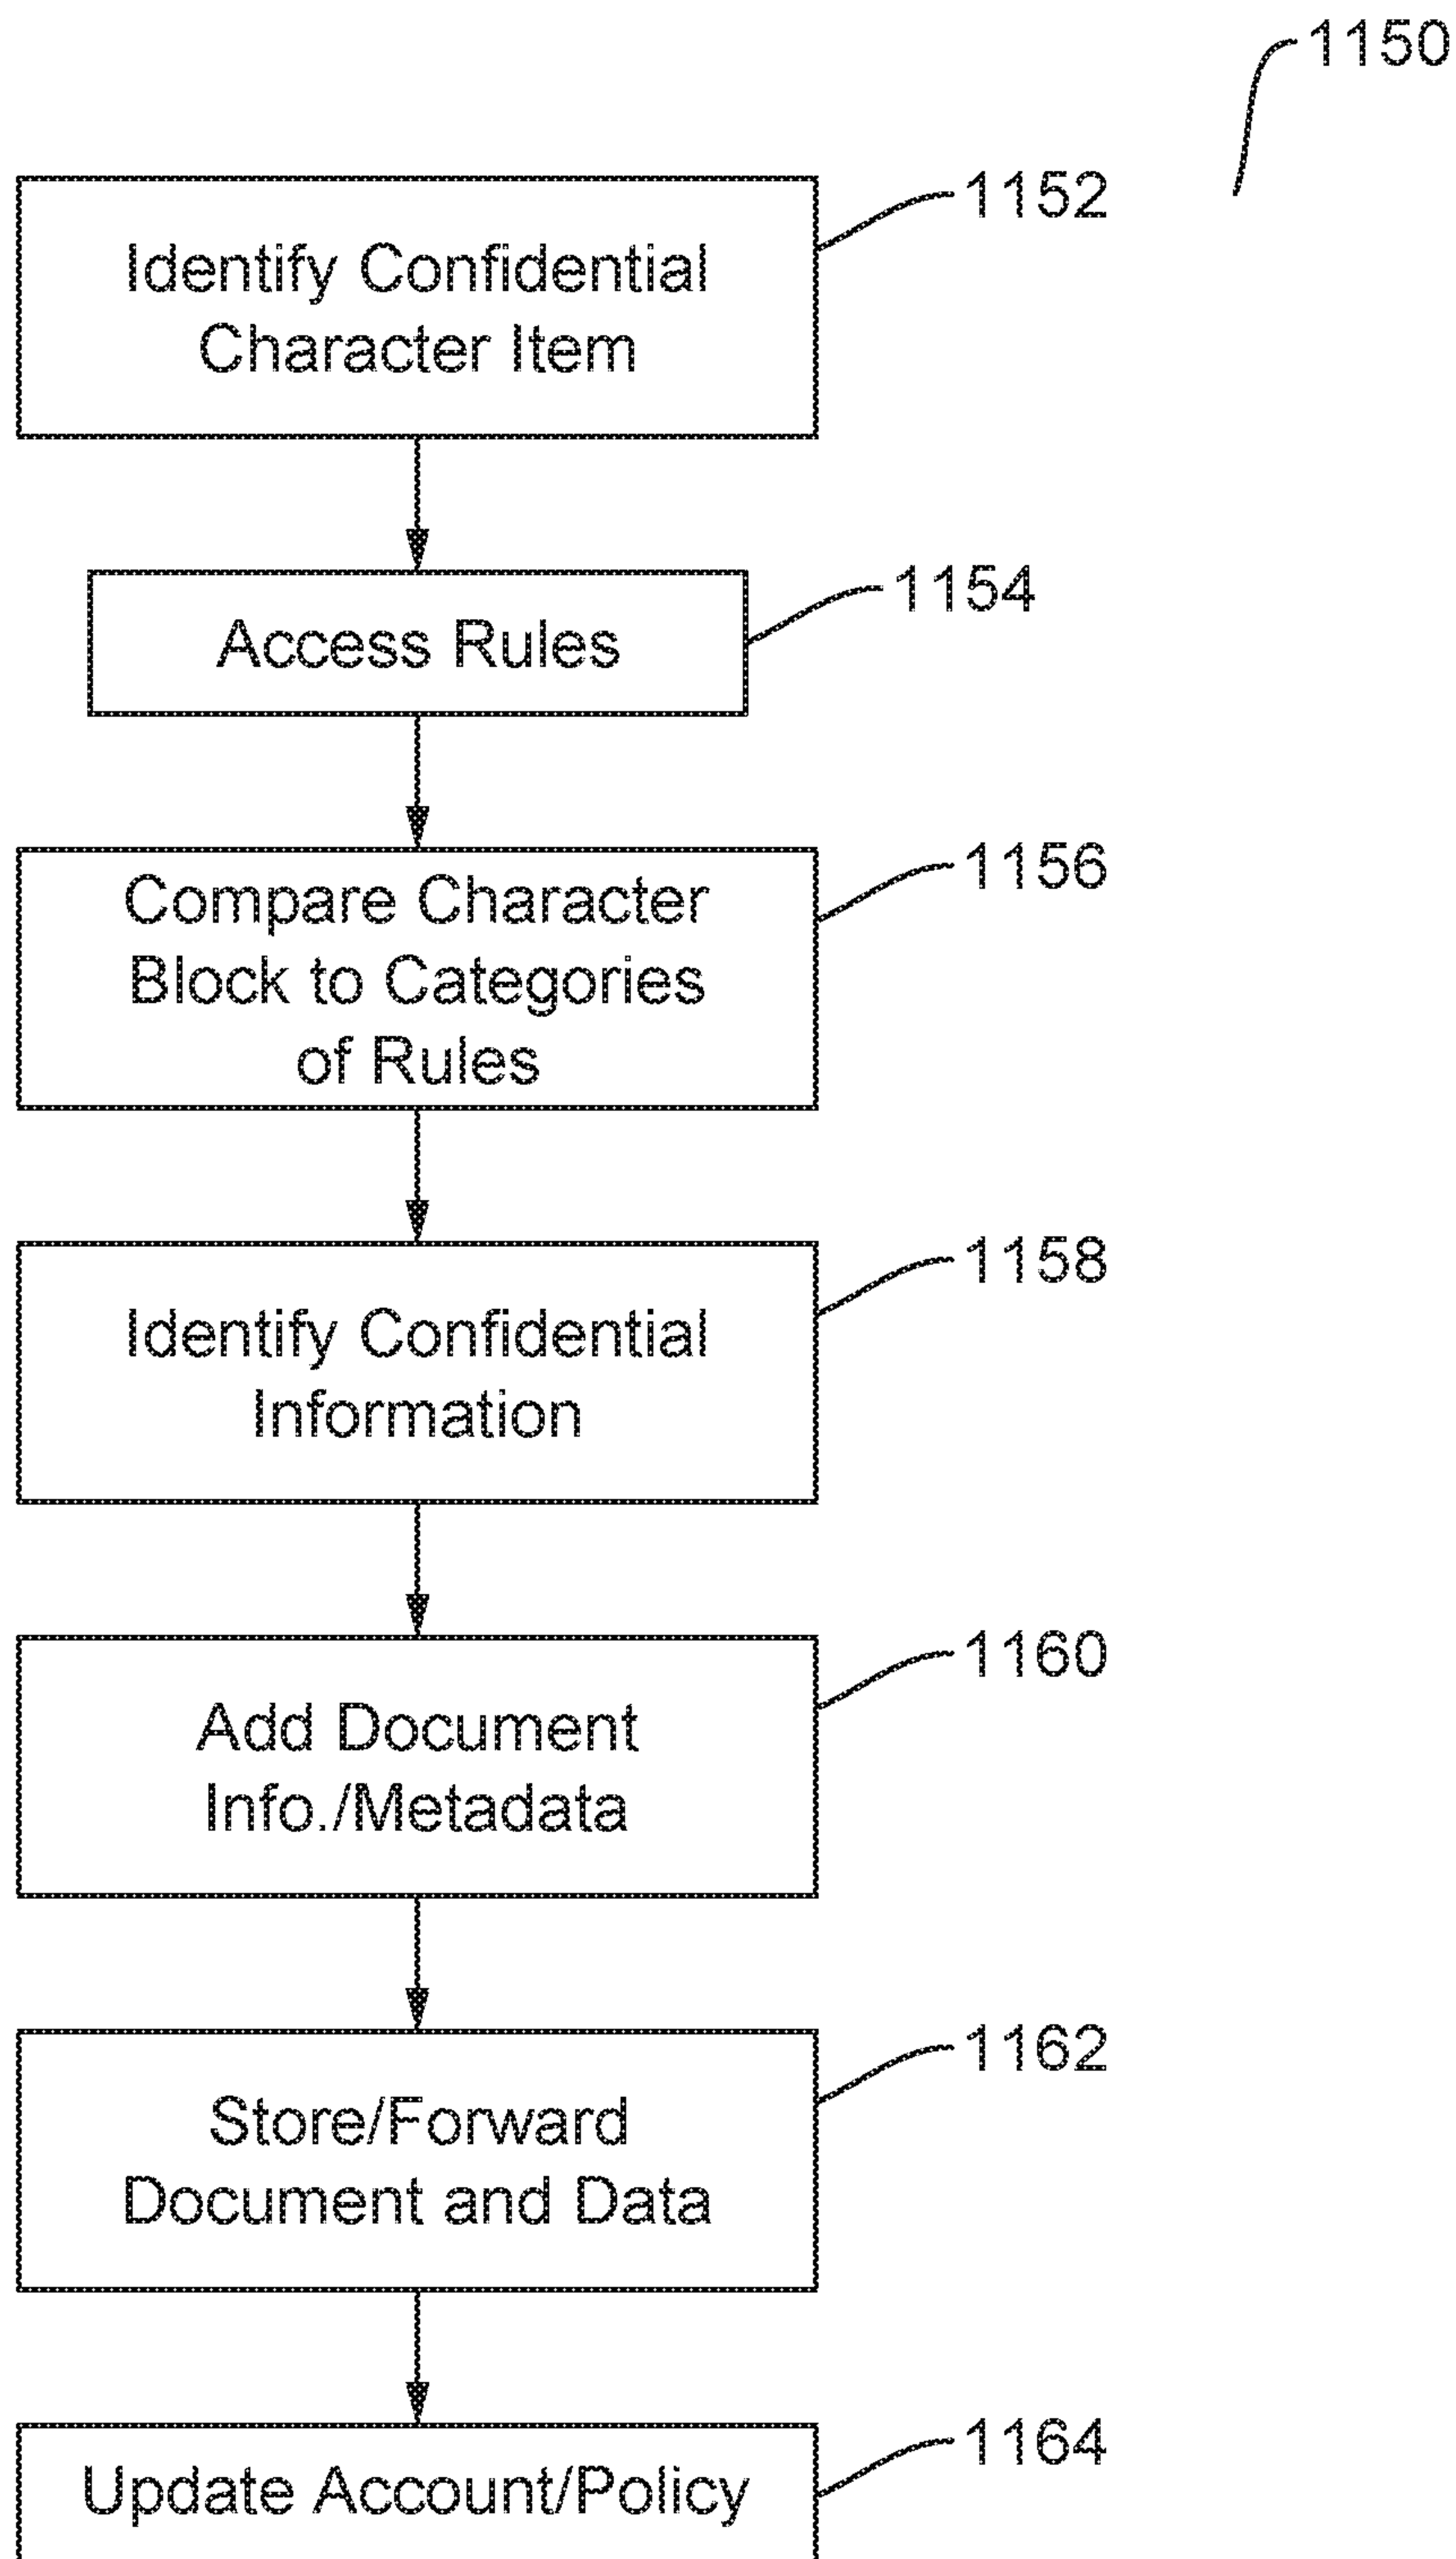 1150
1152
Identify Confidential
Character Item
1154
Access Rules
1156
Compare Character
Block to Categories
of Rules
1158
Identify Confidential
Information
1160
Add Document
Info./Metadata
1162
Store/Forward
Document and Data
1164
Update Account/Policy